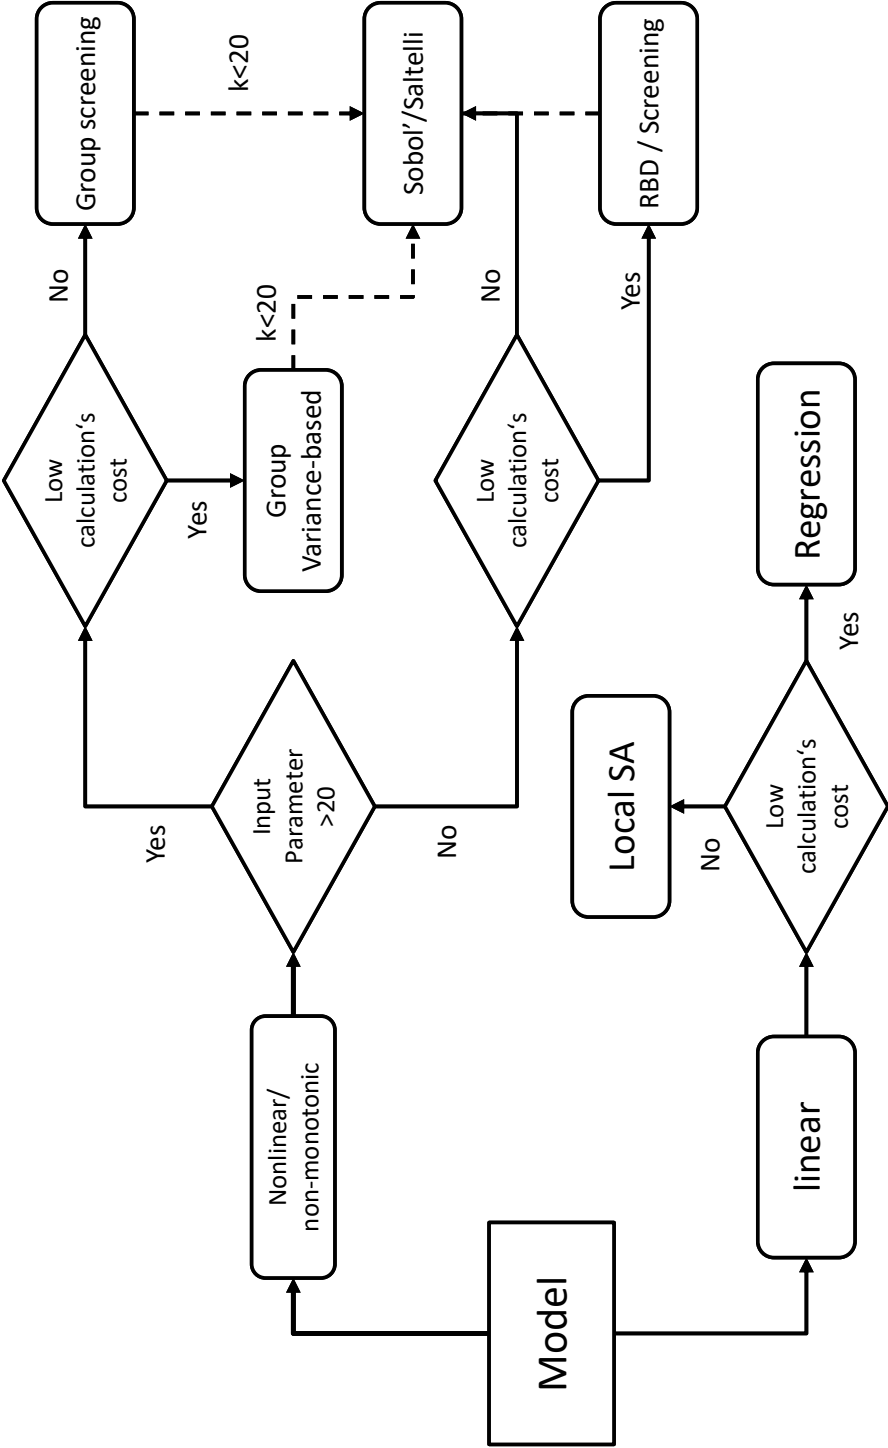 Model
Nonlinear/
non-monotonic
linear
Input
Parameter
>20
Yes
No
Low
calculation‘s
cost
No
Yes
Group screening
Group
Variance-based
k<20
k<20
Sobol’/Saltelli
Low
calculation‘s
cost
No
Yes
RBD / Screening
Low
calculation‘s
cost
No
Yes
Local SA
Regression